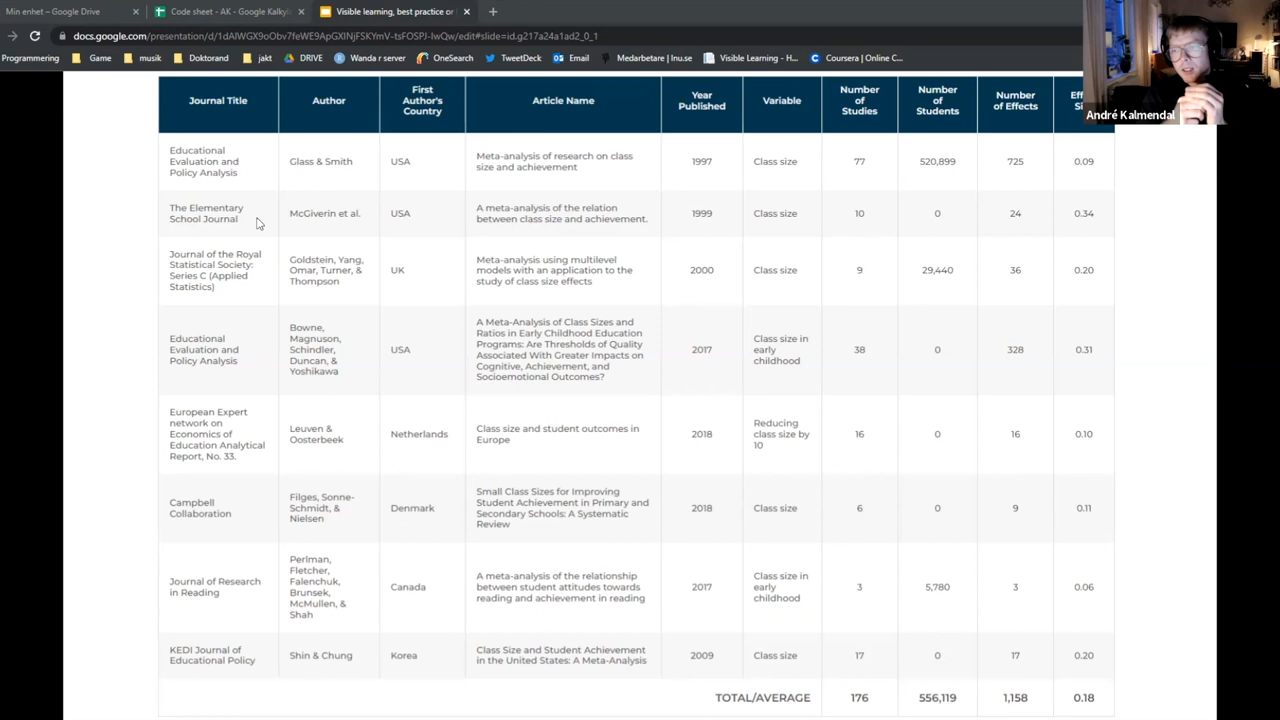 Min enhet – Google Drive
Code sheet - AK - Google Kalkyl
Visible learning, best practice or
docs.google.com/presentation/d/1dAlWGX9oObv7feWE9ApGXlNjFSKYmV-tsFOSPJ-lwQw/edit#slide=id.g217a24a1ad2_0_1
Programmering
Game
musik
Doktorand
jakt
DRIVE
Wanda r server
OneSearch
TweetDeck
Email
Medarbetare | lnu.se
Visible Learning - H...
Coursera | Online C...
André Kalmendal
Journal Title
Author
First
Author's
Country
Article Name
Year
Published
Variable
Number
of
Studies
Number
of
Students
Number
of Effects
Educational
Evaluation and
Policy Analysis
Glass & Smith
USA
Meta-analysis of research on class
size and achievement
1997
Class size
77
520,899
725
0.09
The Elementary
School Journal
McGiverin et al.
USA
A meta-analysis of the relation
between class size and achievement.
1999
Class size
10
0
24
0.34
Journal of the Royal
Statistical Society:
Series C (Applied
Statistics)
Goldstein, Yang,
Omar, Turner, &
Thompson
UK
Meta-analysis using multilevel
models with an application to the
study of class size effects
2000
Class size
9
29,440
36
0.20
Educational
Evaluation and
Policy Analysis
Bowne,
Magnuson,
Schindler,
Duncan, &
Yoshikawa
USA
A Meta-Analysis of Class Sizes and
Ratios in Early Childhood Education
Programs: Are Thresholds of Quality
Associated With Greater Impacts on
Cognitive, Achievement, and
Socioemotional Outcomes?
2017
Class size in
early
childhood
38
0
328
0.31
European Expert
network on
Economics of
Education Analytical
Report, No. 33.
Leuven &
Oosterbeek
Netherlands
Class size and student outcomes in
Europe
2018
Reducing
class size by
10
16
0
16
0.10
Campbell
Collaboration
Filges, Sonne-
Schmidt, &
Nielsen
Denmark
Small Class Sizes for Improving
Student Achievement in Primary and
Secondary Schools: A Systematic
Review
2018
Class size
6
0
9
0.11
Journal of Research
in Reading
Perlman,
Fletcher,
Falenchuk,
Brunsek,
McMullen, &
Shah
Canada
A meta-analysis of the relationship
between student attitudes towards
reading and achievement in reading
2017
Class size in
early
childhood
3
5,780
3
0.06
KEDI Journal of
Educational Policy
Shin & Chung
Korea
Class Size and Student Achievement
in the United States: A Meta-Analysis
2009
Class size
17
0
17
0.20
TOTAL/AVERAGE
176
556,119
1,158
0.18